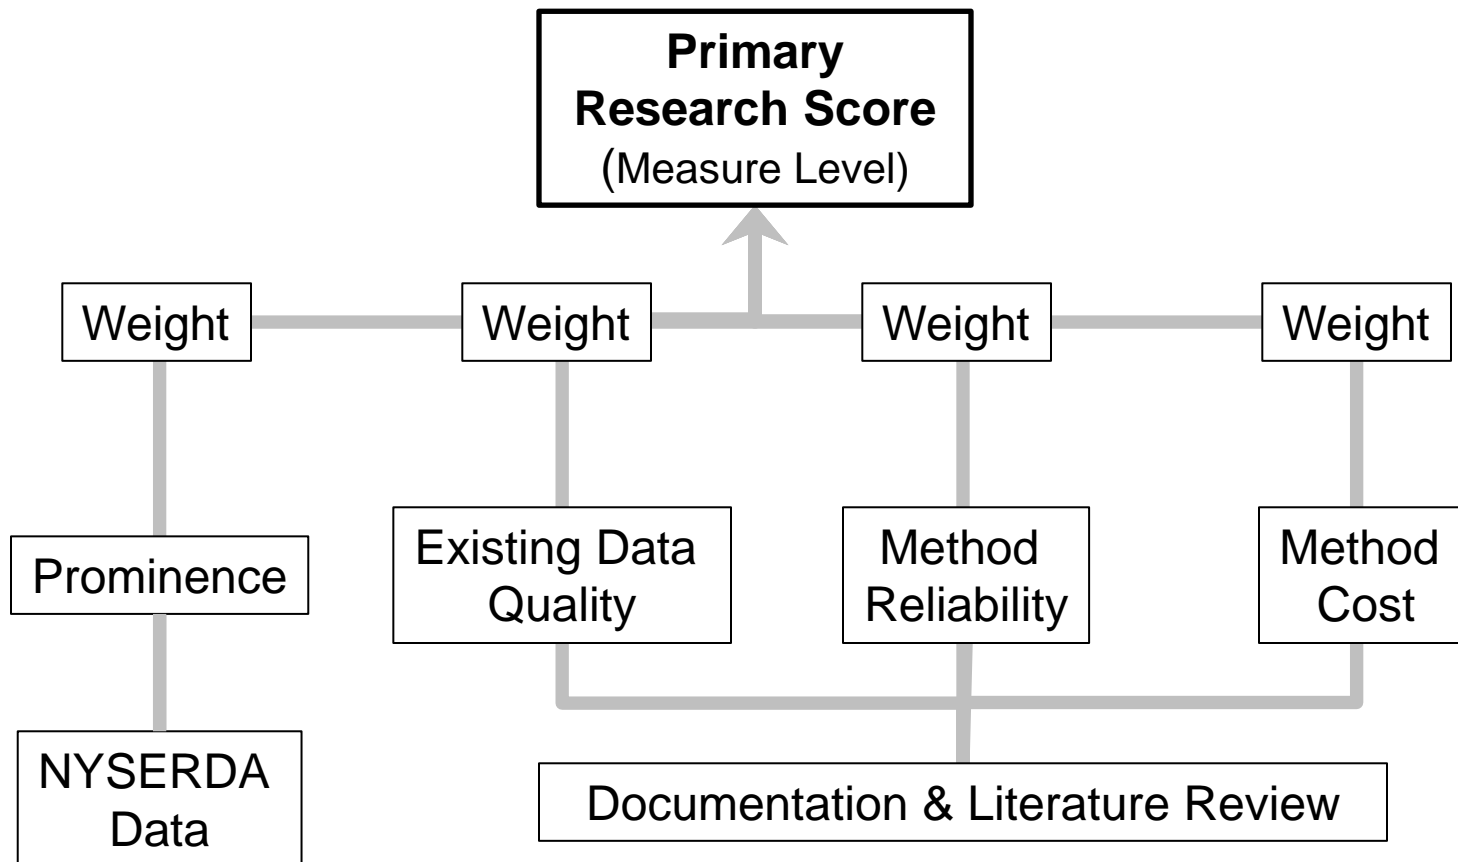 Primary
Research Score
(Measure Level)
Weight
Weight
Weight
Weight
Prominence
Existing Data
Quality
Method
Reliability
Method
Cost
NYSERDA
Data
Documentation & Literature Review